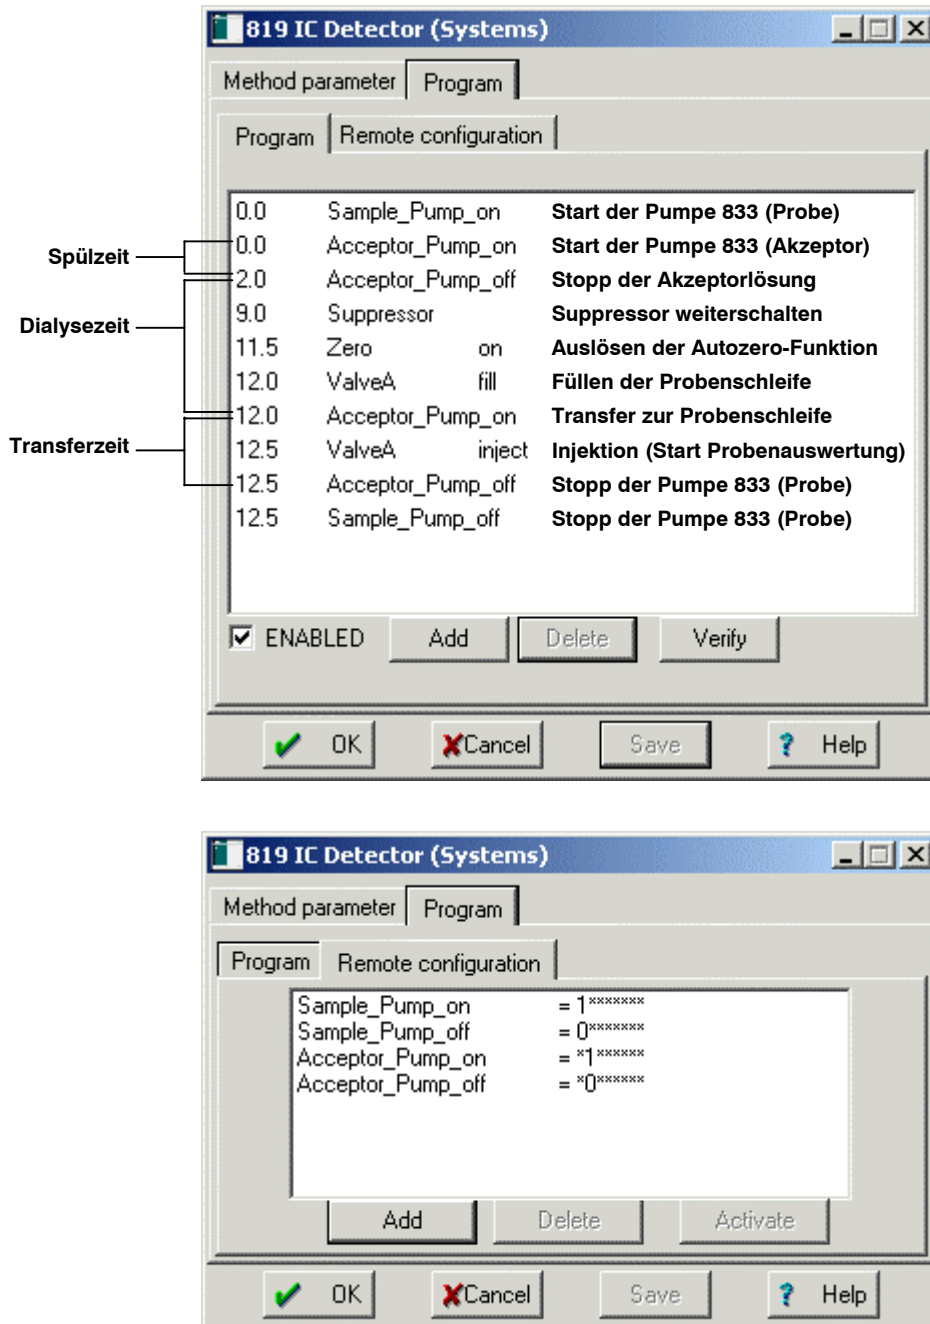 819 IC Detector (Systems)
Method parameter Program
Program Remote configuration
0.0 Sample_Pump_on Start der Pumpe 833 (Probe)
Spülzeit 0.0 Acceptor_Pump_on Start der Pumpe 833 (Akzeptor)
2.0 Acceptor_Pump_off Stopp der Akzeptorlösung
Dialysezeit 9.0 Suppressor Suppressor weiterschalten
11.5 Zero on Auslösen der Autozero-Funktion
12.0 ValveA fill Füllen der Probenschleife
12.0 Acceptor_Pump_on Transfer zur Probenschleife
Transferzeit 12.5 ValveA inject Injektion (Start Probenauswertung)
12.5 Acceptor_Pump_off Stopp der Pumpe 833 (Probe)
12.5 Sample_Pump_off Stopp der Pumpe 833 (Probe)
ENABLED Add Delete Verify
OK Cancel Save ? Help
819 IC Detector (Systems)
Method parameter Program
Program Remote configuration
Sample_Pump_on = 1*******
Sample_Pump_off = 0*******
Acceptor_Pump_on = *1******
Acceptor_Pump_off = *0******
Add Delete Activate
OK Cancel Save ? Help